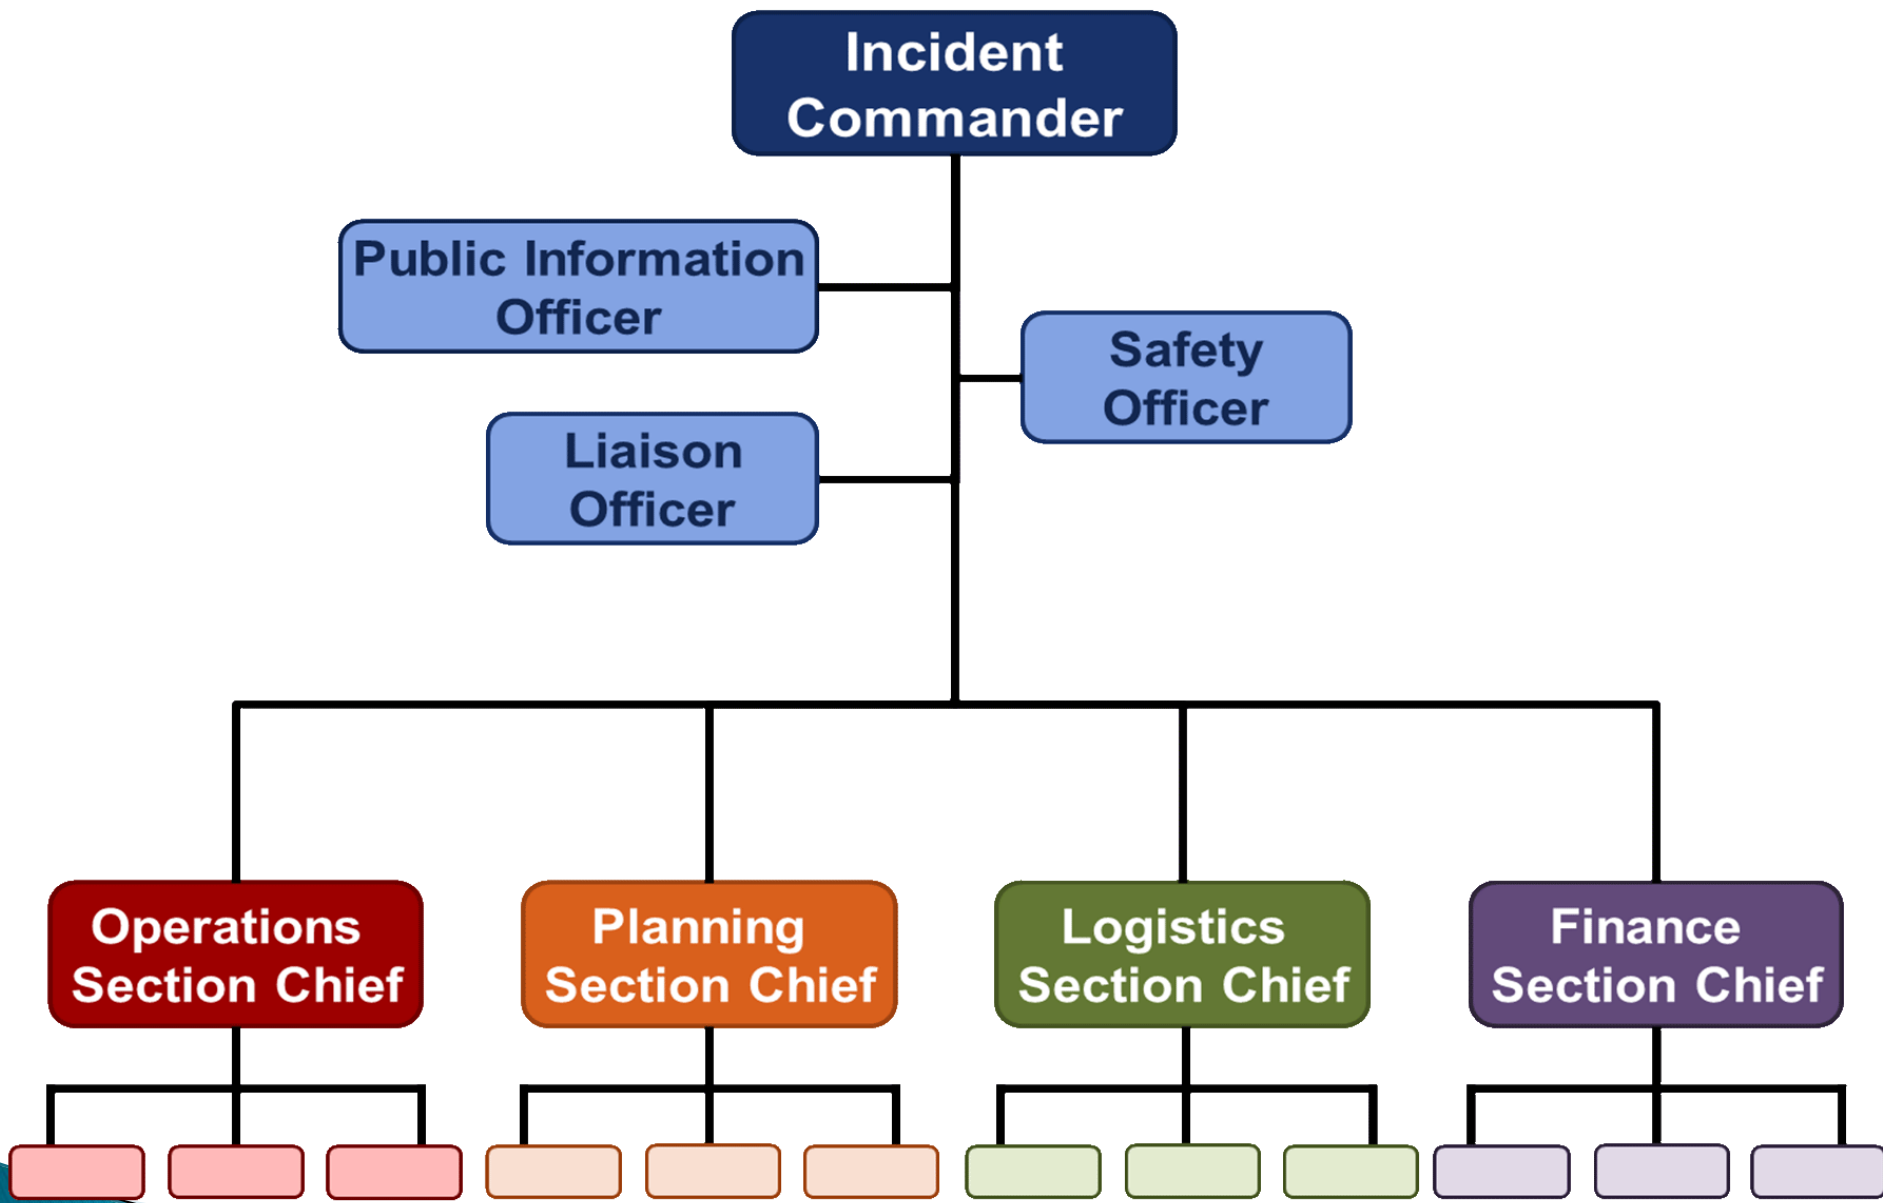 Incident
Commander
Public Information
Officer
Safety
Officer
Liaison
Officer
Operations
Section Chief
Planning
Section Chief
Logistics
Section Chief
Finance
Section Chief